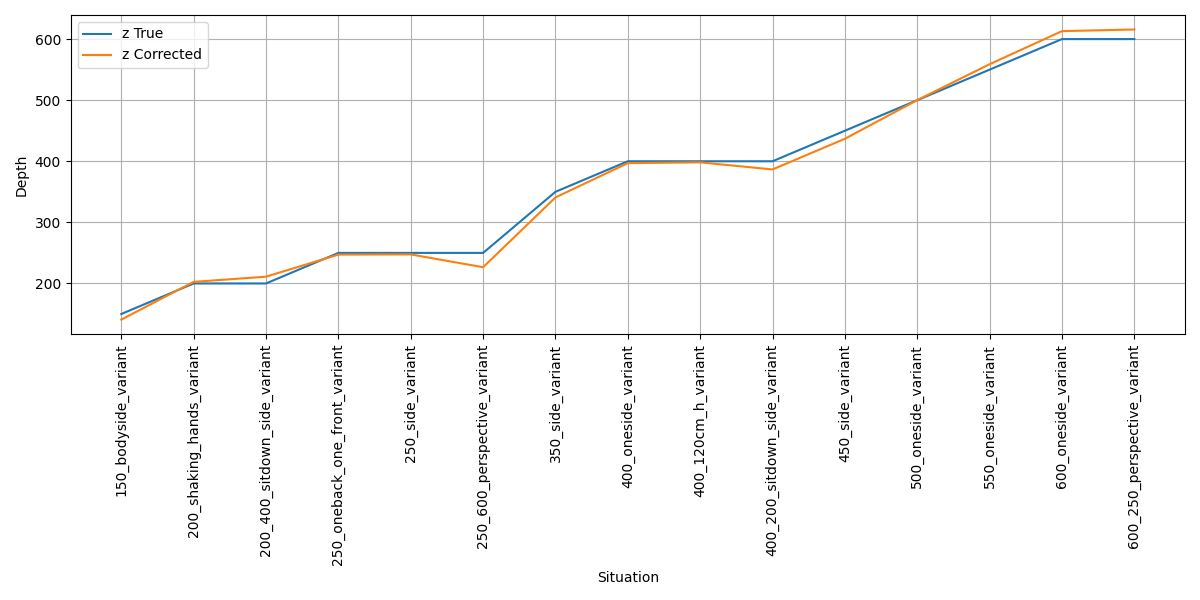 z True
z Corrected
600
500
400
300
200
Depth
150_bodyside_variant
200_shaking_hands_variant
200_400_sitdown_side_variant
250_oneback_one_front_variant
250_side_variant
250_600_perspective_variant
350_side_variant
400_oneside_variant
400_120cm_h_variant
400_200_sitdown_side_variant
450_side_variant
500_oneside_variant
550_oneside_variant
600_oneside_variant
600_250_perspective_variant
Situation